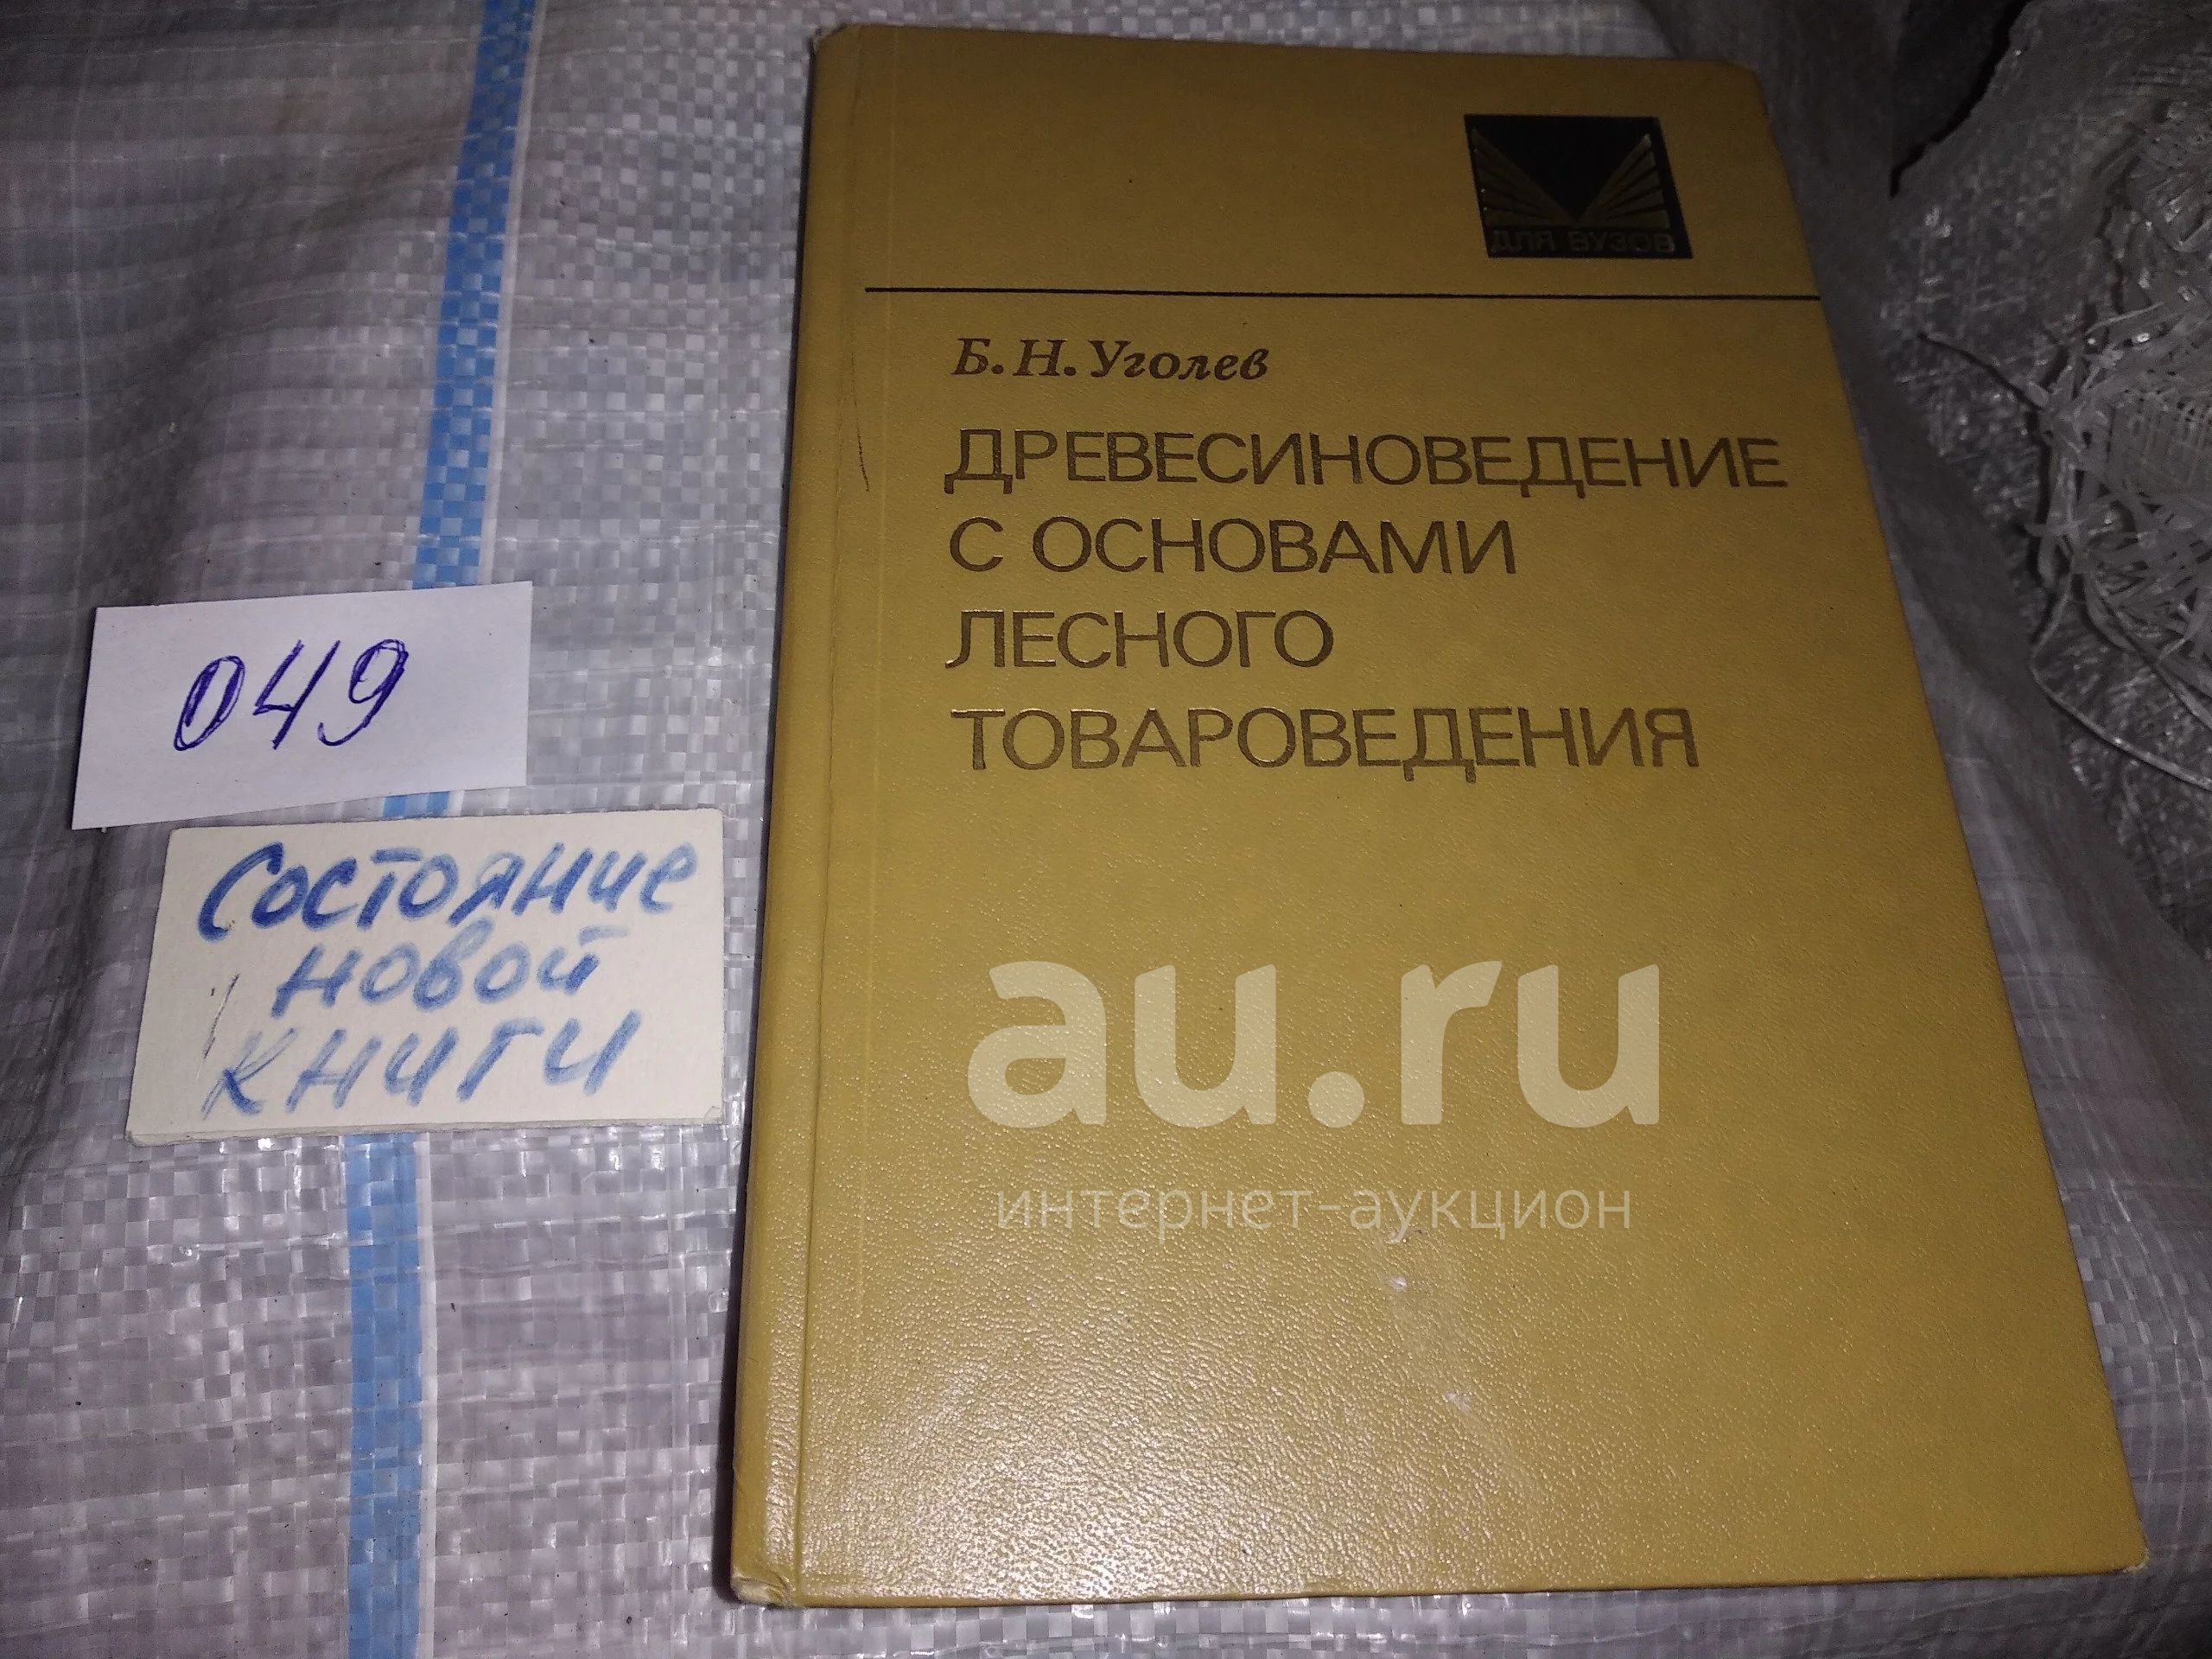 ДЛЯ ВУЗОВ
Б. Н. Уголев
ДРЕВЕСИНОВЕДЕНИЕ
С ОСНОВАМИ
ЛЕСНОГО
ТОВАРОВЕДЕНИЯ
049
Состояние
новой
книги
au.ru
интернет-аукцион